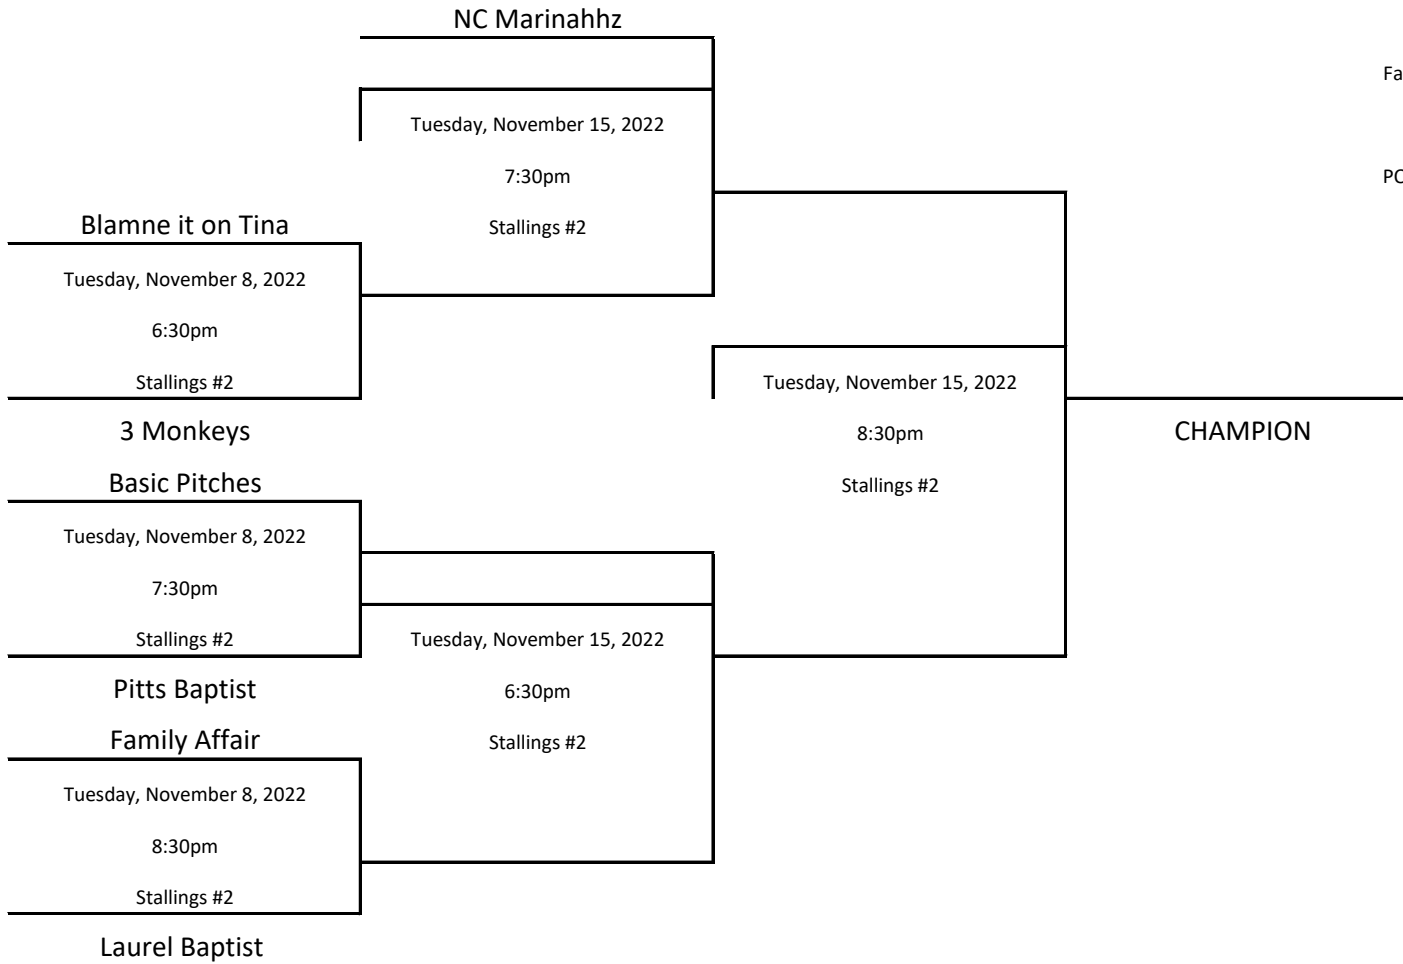 NC Marinahhz
Fa
Tuesday, November 15, 2022
7:30pm
PO
Blamne it on Tina
Stallings #2
Tuesday, November 8, 2022
6:30pm
Stallings #2
Tuesday, November 15, 2022
3 Monkeys
8:30pm
CHAMPION
Basic Pitches
Stallings #2
Tuesday, November 8, 2022
7:30pm
Stallings #2
Tuesday, November 15, 2022
Pitts Baptist
6:30pm
Family Affair
Stallings #2
Tuesday, November 8, 2022
8:30pm
Stallings #2
Laurel Baptist